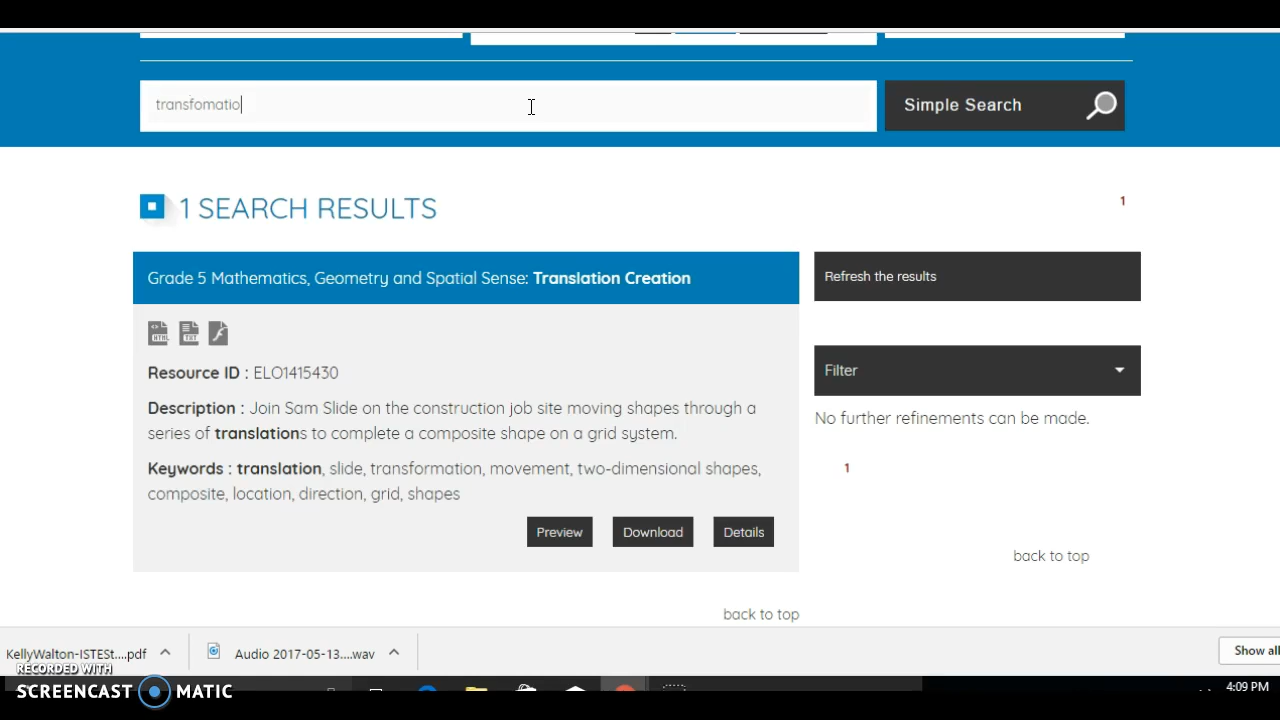 transfomatio
Simple Search
1 SEARCH RESULTS
1
Grade 5 Mathematics, Geometry and Spatial Sense: Translation Creation
Refresh the results
HTML TXT
Resource ID : ELO1415430
Filter
Description : Join Sam Slide on the construction job site moving shapes through a
series of translations to complete a composite shape on a grid system.
No further refinements can be made.
Keywords : translation, slide, transformation, movement, two-dimensional shapes,
composite, location, direction, grid, shapes
1
Preview
Download
Details
back to top
back to top
KellyWalton-ISTESt....pdf
Audio 2017-05-13....wav
Show all
RECORDED WITH
SCREENCAST MATIC
4:09 PM